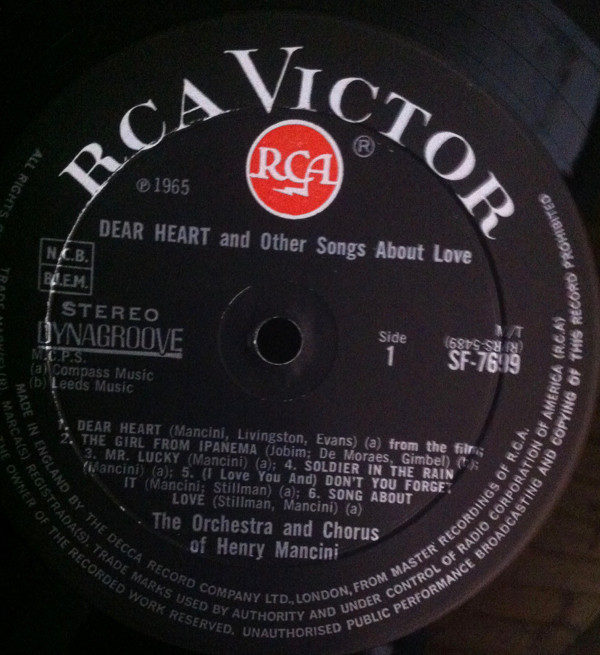 RCA VICTOR
RCA
®
℗ 1965
DEAR HEART and Other Songs About Love
N.C.B.
B.I.E.M.
STEREO
DYNAGROOVE
M.C.P.S.
(a) Compass Music
(b) Leeds Music
Side
1
M/T
(R) (RS-5489)
SF-7699
1. DEAR HEART (Mancini, Livingston, Evans) (a) from the film;
2. THE GIRL FROM IPANEMA (Jobim; De Moraes, Gimbel) (b);
3. MR. LUCKY (Mancini) (a); 4. SOLDIER IN THE RAIN
(Mancini) (a); 5. (I Love You And) DON'T YOU FORGET
IT (Mancini; Stillman) (a); 6. SONG ABOUT
LOVE (Stillman, Mancini) (a)
The Orchestra and Chorus
of Henry Mancini
MADE IN ENGLAND BY THE DECCA RECORD COMPANY LTD., LONDON, FROM MASTER RECORDINGS OF R.C.A.
MARCA(S) REGISTRADA(S). TRADE MARKS USED BY AUTHORITY AND UNDER CONTROL OF RADIO CORPORATION OF AMERICA (R.C.A)
ALL RIGHTS
THE OWNER OF THE RECORDED WORK RESERVED. UNAUTHORISED PUBLIC PERFORMANCE BROADCASTING AND COPYING OF THIS RECORD PROHIBITED